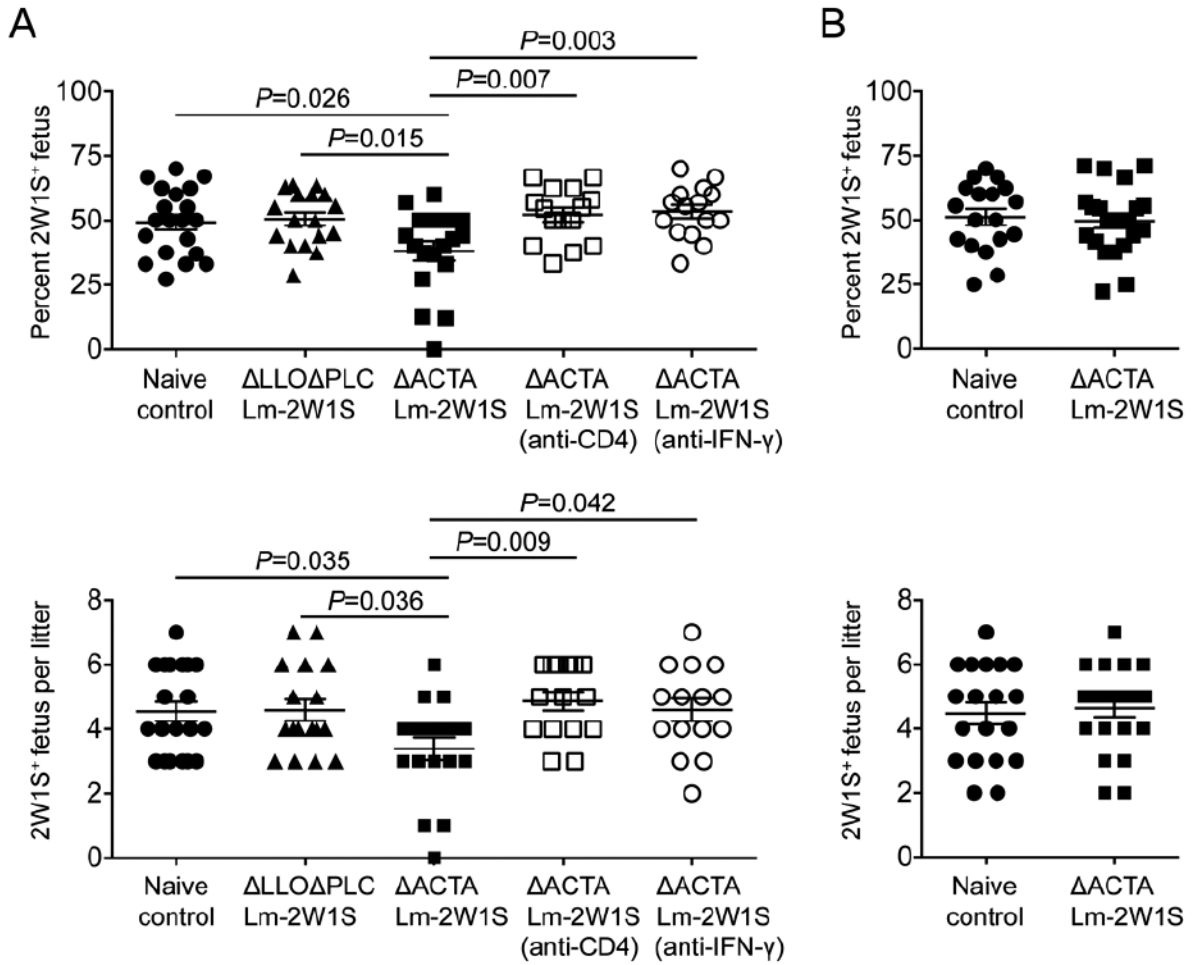 A
B
P=0.003
P=0.007
P=0.026
P=0.015
Percent 2W1S⁺ fetus
100
75
50
25
0
Naive
control
ΔLLOΔPLC
Lm-2W1S
ΔACTA
Lm-2W1S
ΔACTA
Lm-2W1S
(anti-CD4)
ΔACTA
Lm-2W1S
(anti-IFN-γ)
Percent 2W1S⁺ fetus
100
75
50
25
0
Naive
control
ΔACTA
Lm-2W1S
P=0.042
P=0.009
P=0.035
P=0.036
2W1S⁺ fetus per litter
8
6
4
2
0
Naive
control
ΔLLOΔPLC
Lm-2W1S
ΔACTA
Lm-2W1S
ΔACTA
Lm-2W1S
(anti-CD4)
ΔACTA
Lm-2W1S
(anti-IFN-γ)
2W1S⁺ fetus per litter
8
6
4
2
0
Naive
control
ΔACTA
Lm-2W1S